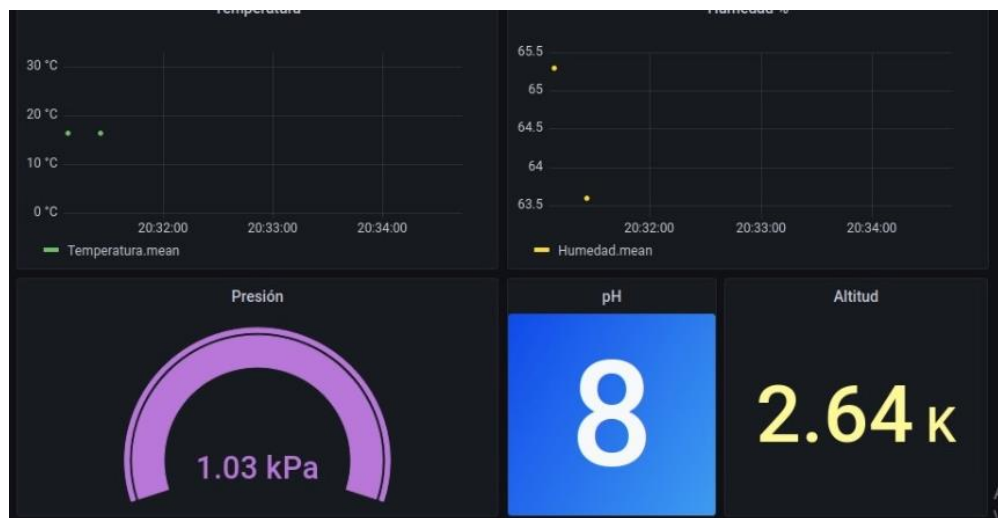 Temperatura
30 °C
20 °C
10 °C
0 °C
20:32:00 20:33:00 20:34:00
Temperatura.mean
Humedad %
65.5
65
64.5
64
63.5
20:32:00 20:33:00 20:34:00
Humedad.mean
Presión
1.03 kPa
pH
8
Altitud
2.64 K